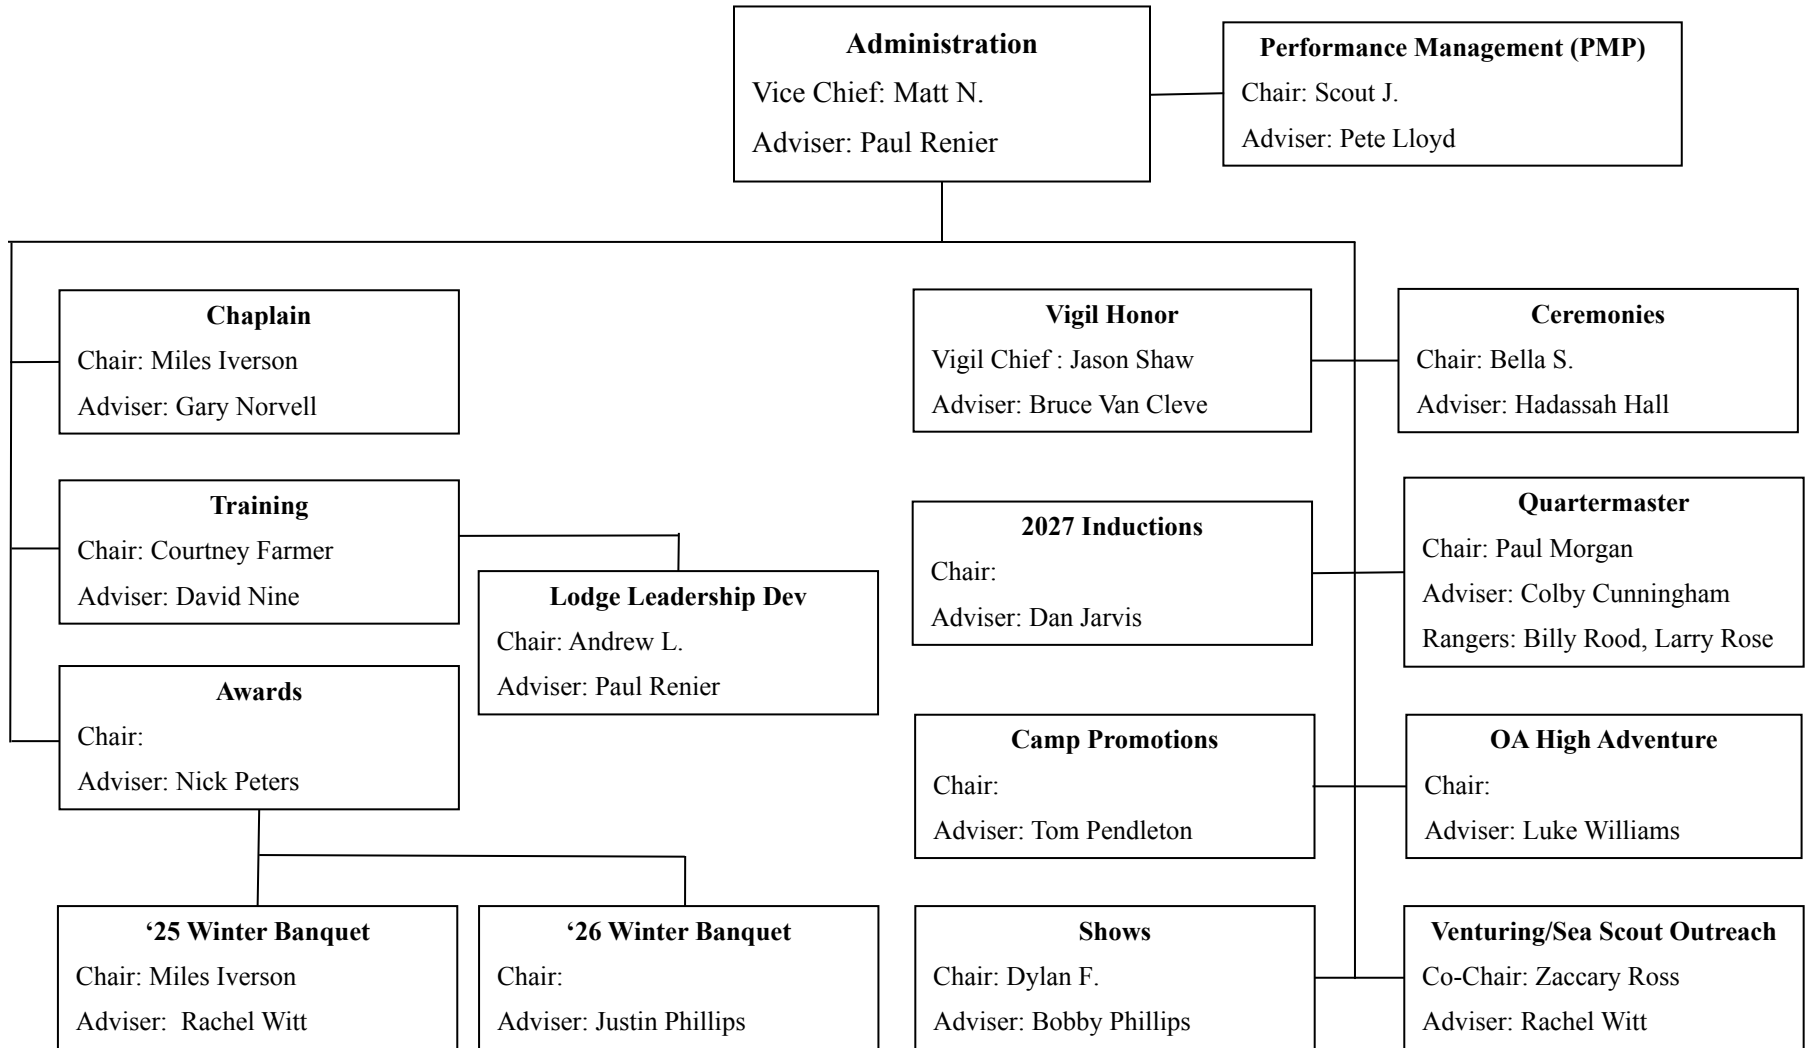 Administration
Vice Chief: Matt N.
Adviser: Paul Renier
Performance Management (PMP)
Chair: Scout J.
Adviser: Pete Lloyd
Chaplain
Chair: Miles Iverson
Adviser: Gary Norvell
Vigil Honor
Vigil Chief : Jason Shaw
Adviser: Bruce Van Cleve
Ceremonies
Chair: Bella S.
Adviser: Hadassah Hall
Training
Chair: Courtney Farmer
Adviser: David Nine
Lodge Leadership Dev
Chair: Andrew L.
Adviser: Paul Renier
2027 Inductions
Chair:
Adviser: Dan Jarvis
Quartermaster
Chair: Paul Morgan
Adviser: Colby Cunningham
Rangers: Billy Rood, Larry Rose
Awards
Chair:
Adviser: Nick Peters
Camp Promotions
Chair:
Adviser: Tom Pendleton
OA High Adventure
Chair:
Adviser: Luke Williams
‘25 Winter Banquet
Chair: Miles Iverson
Adviser:  Rachel Witt
‘26 Winter Banquet
Chair:
Adviser: Justin Phillips
Shows
Chair: Dylan F.
Adviser: Bobby Phillips
Venturing/Sea Scout Outreach
Co-Chair: Zaccary Ross
Adviser: Rachel Witt